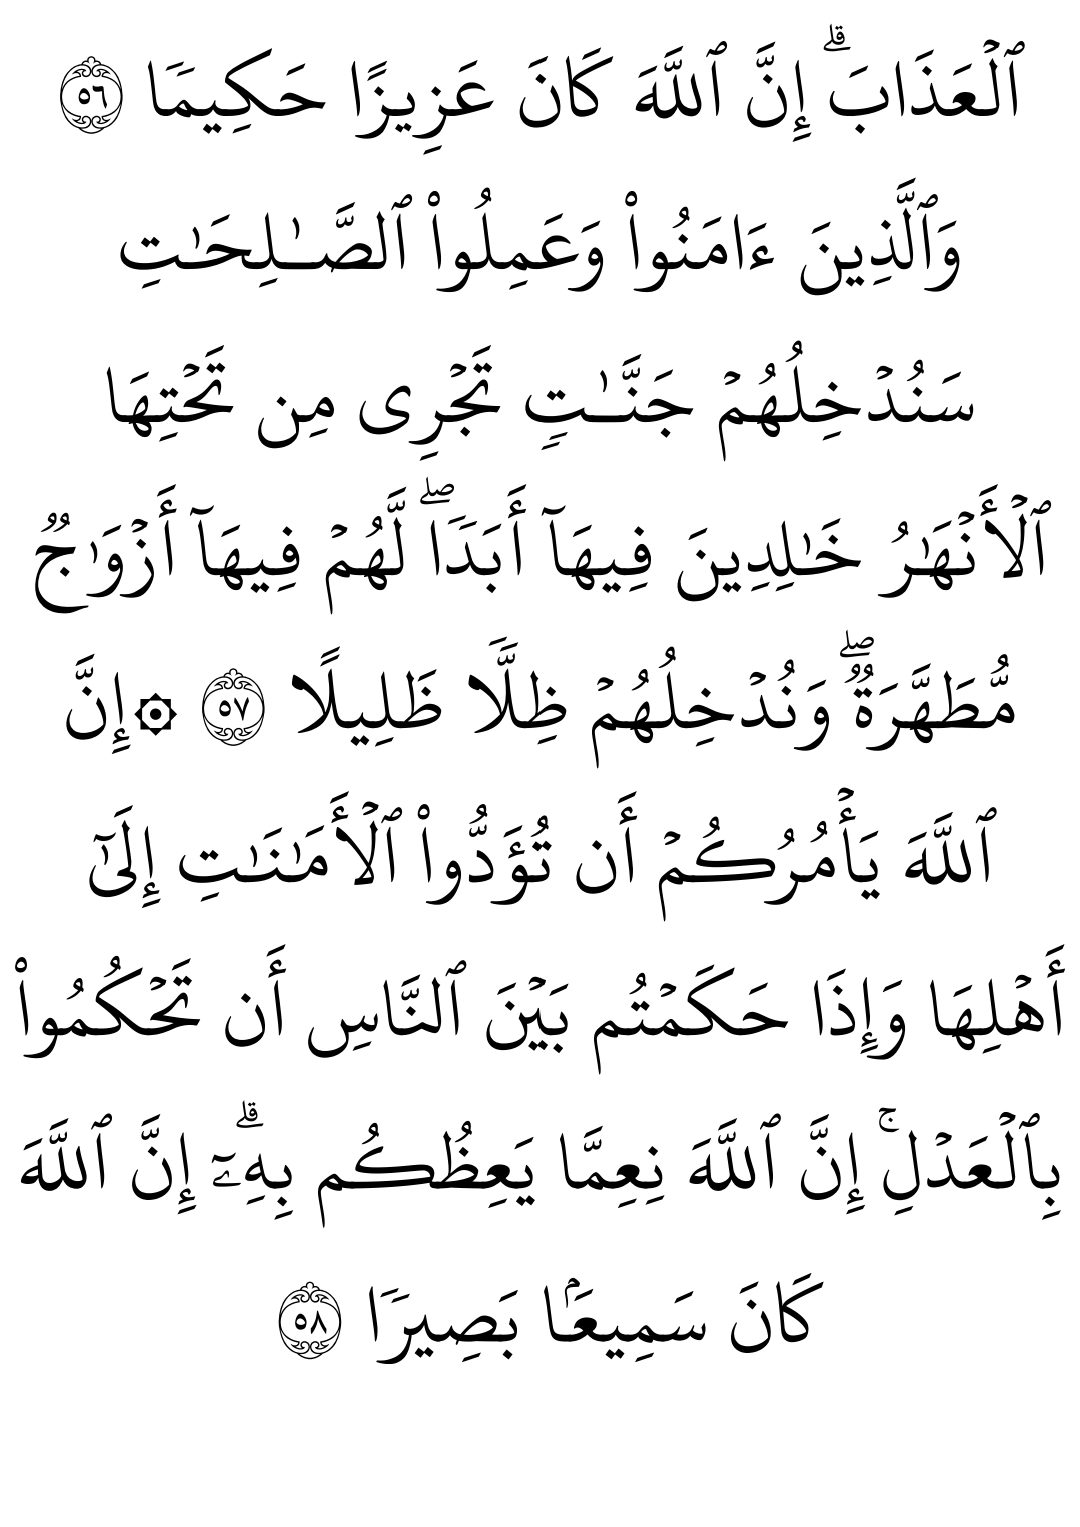 ٱلۡعَذَابَۗ إِنَّ ٱللَّهَ كَانَ عَزِيزًا حَكِيمٗا ٥٦
وَٱلَّذِينَ ءَامَنُواْ وَعَمِلُواْ ٱلصَّـٰلِحَـٰتِ
سَنُدۡخِلُهُمۡ جَنَّـٰتٖ تَجۡرِى مِن تَحۡتِهَا
ٱلۡأَنۡهَـٰرُ خَـٰلِدِينَ فِيهَآ أَبَدٗاۖ لَّهُمۡ فِيهَآ أَزۡوَٰجٞ
مُّطَهَّرَةٞۖ وَنُدۡخِلُهُمۡ ظِلّٗا ظَلِيلًا ٥٧ ۞إِنَّ
ٱللَّهَ يَأۡمُرُكُمۡ أَن تُؤَدُّواْ ٱلۡأَمَـٰنَـٰتِ إِلَىٰٓ
أَهۡلِهَا وَإِذَا حَكَمۡتُم بَيۡنَ ٱلنَّاسِ أَن تَحۡكُمُواْ
بِٱلۡعَدۡلِۚ إِنَّ ٱللَّهَ نِعِمَّا يَعِظُكُم بِهِۦٓۗ إِنَّ ٱللَّهَ
كَانَ سَمِيعَۢا بَصِيرٗا ٥٨